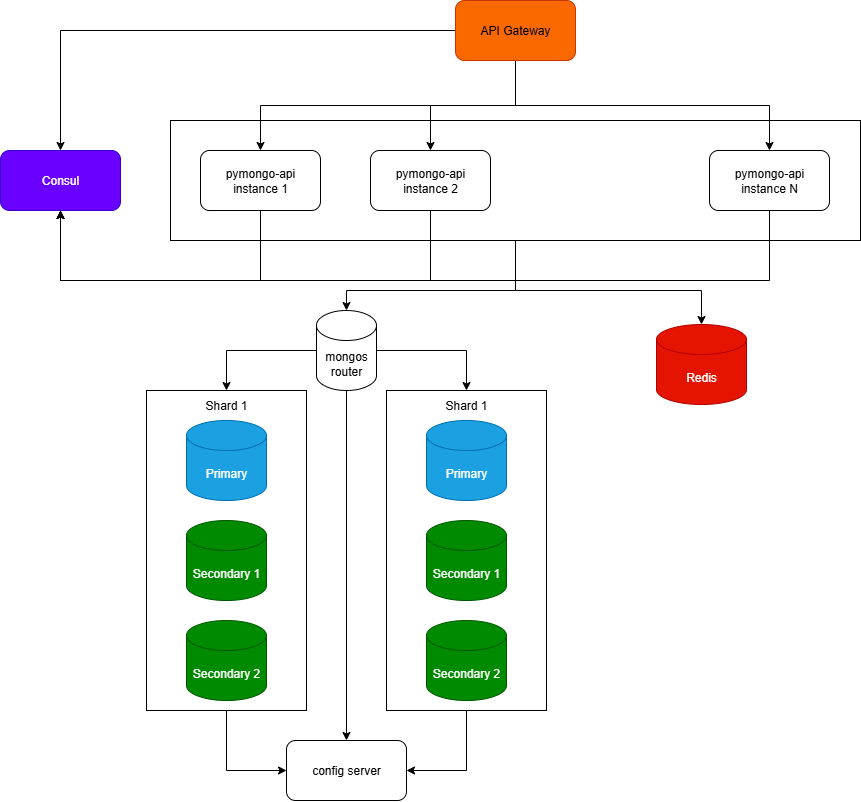 API Gateway
Consul
pymongo-api
instance 1
pymongo-api
instance 2
pymongo-api
instance N
mongos
router
Redis
Shard 1
Primary
Secondary 1
Secondary 2
Shard 1
Primary
Secondary 1
Secondary 2
config server